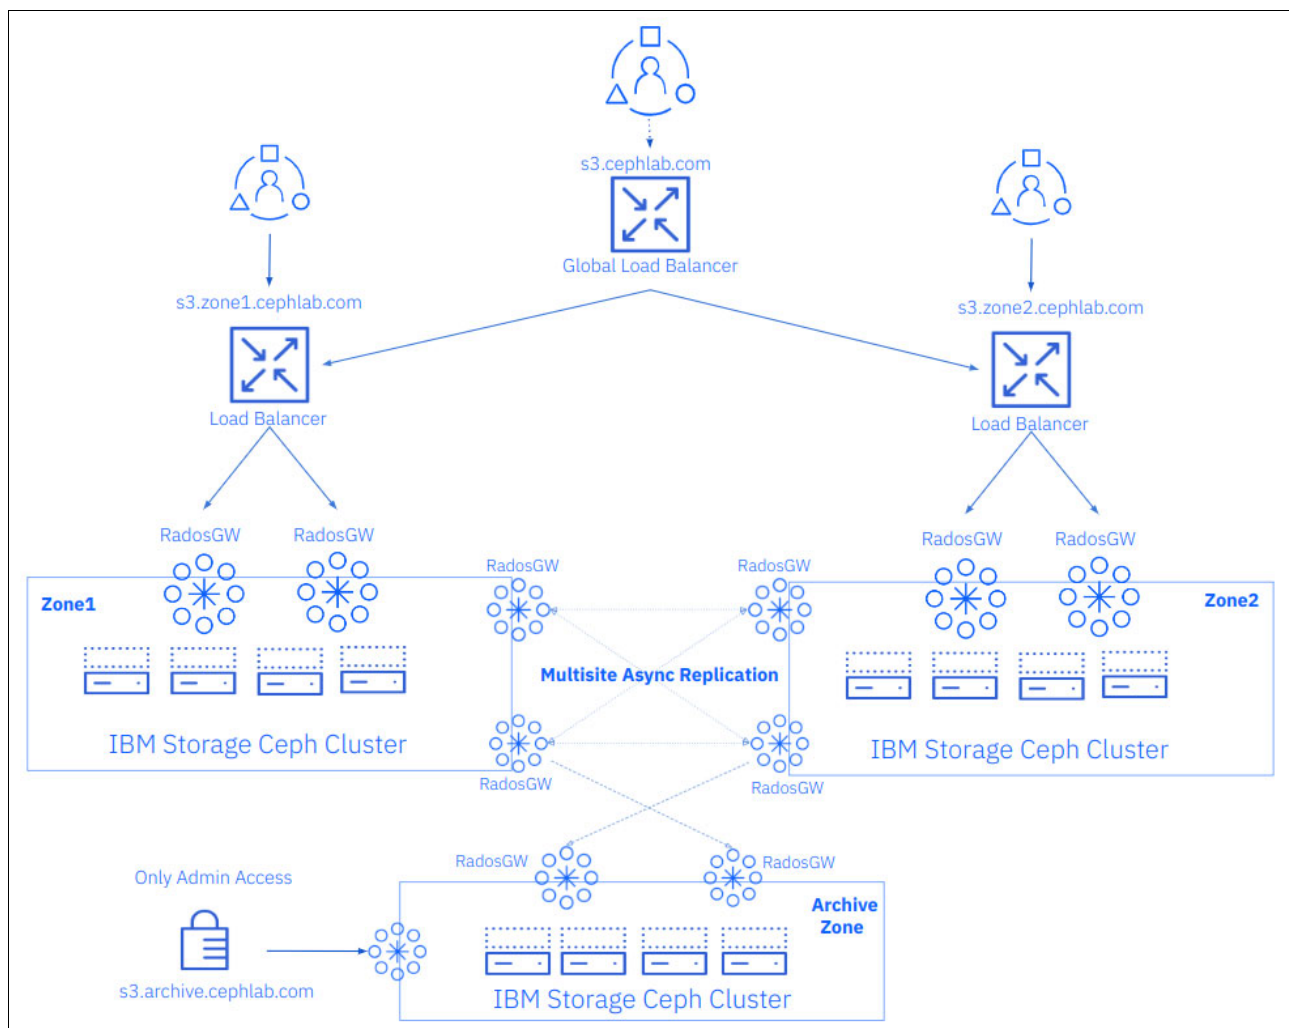 s3.cephlab.com
Global Load Balancer
s3.zone1.cephlab.com
s3.zone2.cephlab.com
Load Balancer
Load Balancer
RadosGW
RadosGW
RadosGW
RadosGW
RadosGW
RadosGW
Zone1
Zone2
Multisite Async Replication
IBM Storage Ceph Cluster
IBM Storage Ceph Cluster
RadosGW
RadosGW
RadosGW
RadosGW
Only Admin Access
Archive
Zone
s3.archive.cephlab.com
IBM Storage Ceph Cluster